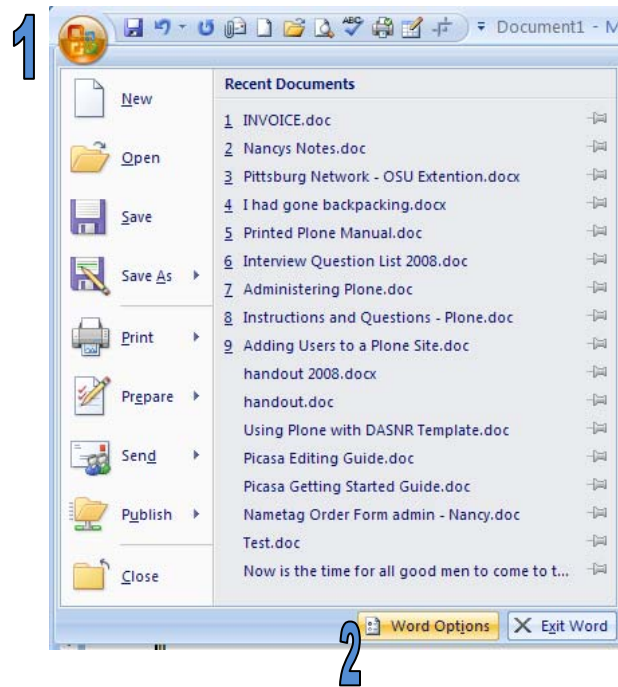 1
Document1 - M
New
Open
Save
Save As
Print
Prepare
Send
Publish
Close
Recent Documents
1 INVOICE.doc
2 Nancys Notes.doc
3 Pittsburg Network - OSU Extention.docx
4 I had gone backpacking.docx
5 Printed Plone Manual.doc
6 Interview Question List 2008.doc
7 Administering Plone.doc
8 Instructions and Questions - Plone.doc
9 Adding Users to a Plone Site.doc
handout 2008.docx
handout.doc
Using Plone with DASNR Template.doc
Picasa Editing Guide.doc
Picasa Getting Started Guide.doc
Nametag Order Form admin - Nancy.doc
Test.doc
Now is the time for all good men to come to t...
2
Word Options
Exit Word